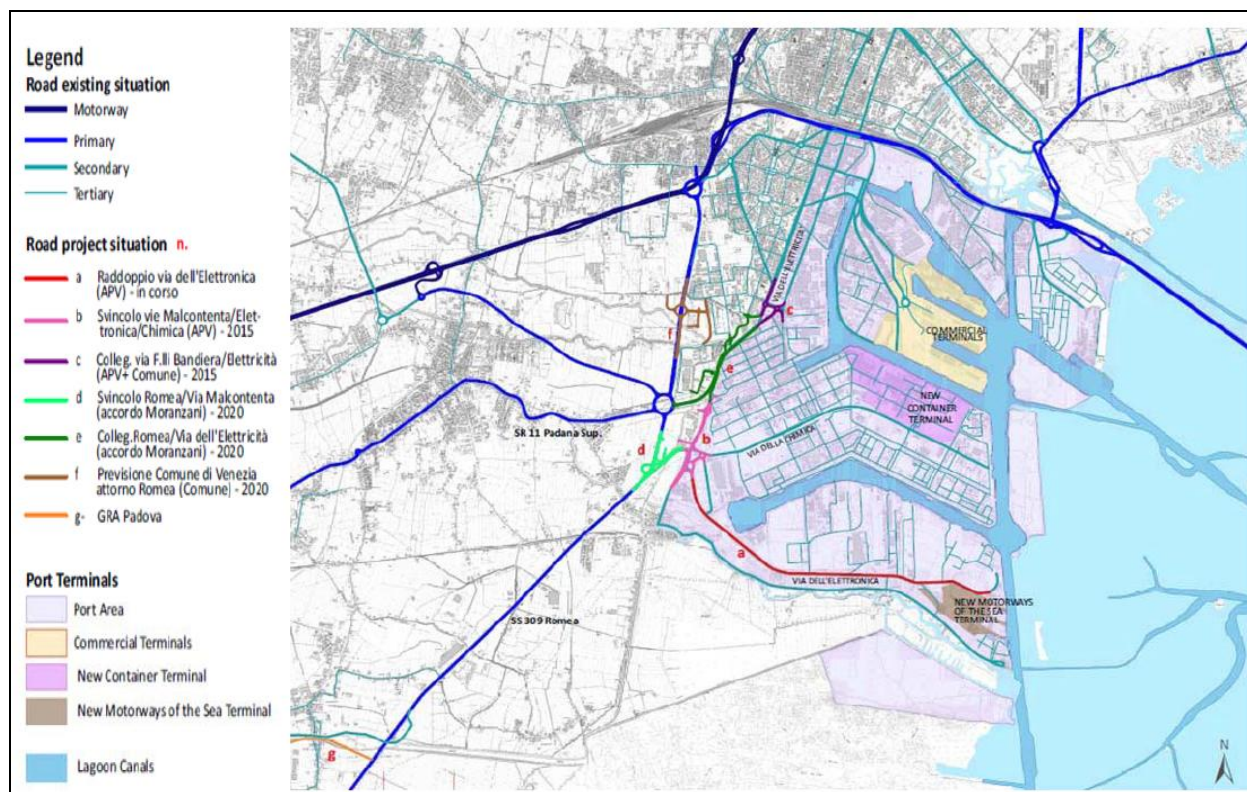 Legend
Road existing situation
Motorway
Primary
Secondary
Tertiary
Road project situation n.
a Raddoppio via dell'Elettronica
(APV) - in corso
b Svincolo vie Malcontenta/Elet-
tronica/Chimica (APV) - 2015
c Colleg. via F.lli Bandiera/Elettricità
(APV+ Comune) - 2015
d Svincolo Romea/Via Malcontenta
(accordo Moranzani) - 2020
e Colleg.Romea/Via dell'Elettricità
(accordo Moranzani) - 2020
f Previsione Comune di Venezia
attorno Romea (Comune) - 2020
g- GRA Padova
Port Terminals
Port Area
Commercial Terminals
New Container Terminal
New Motorways of the Sea Terminal
Lagoon Canals
VIA DELL'ELETTRICITA'
c
f
COMMERCIAL
TERMINALS
e
NEW
CONTAINER
TERMINAL
SR 11 Padana Sup.
b
VIA DELLA CHIMICA
d
a
VIA DELL'ELETTRONICA
NEW MOTORWAYS
OF THE SEA
TERMINAL
SS 309 Romea
g
N